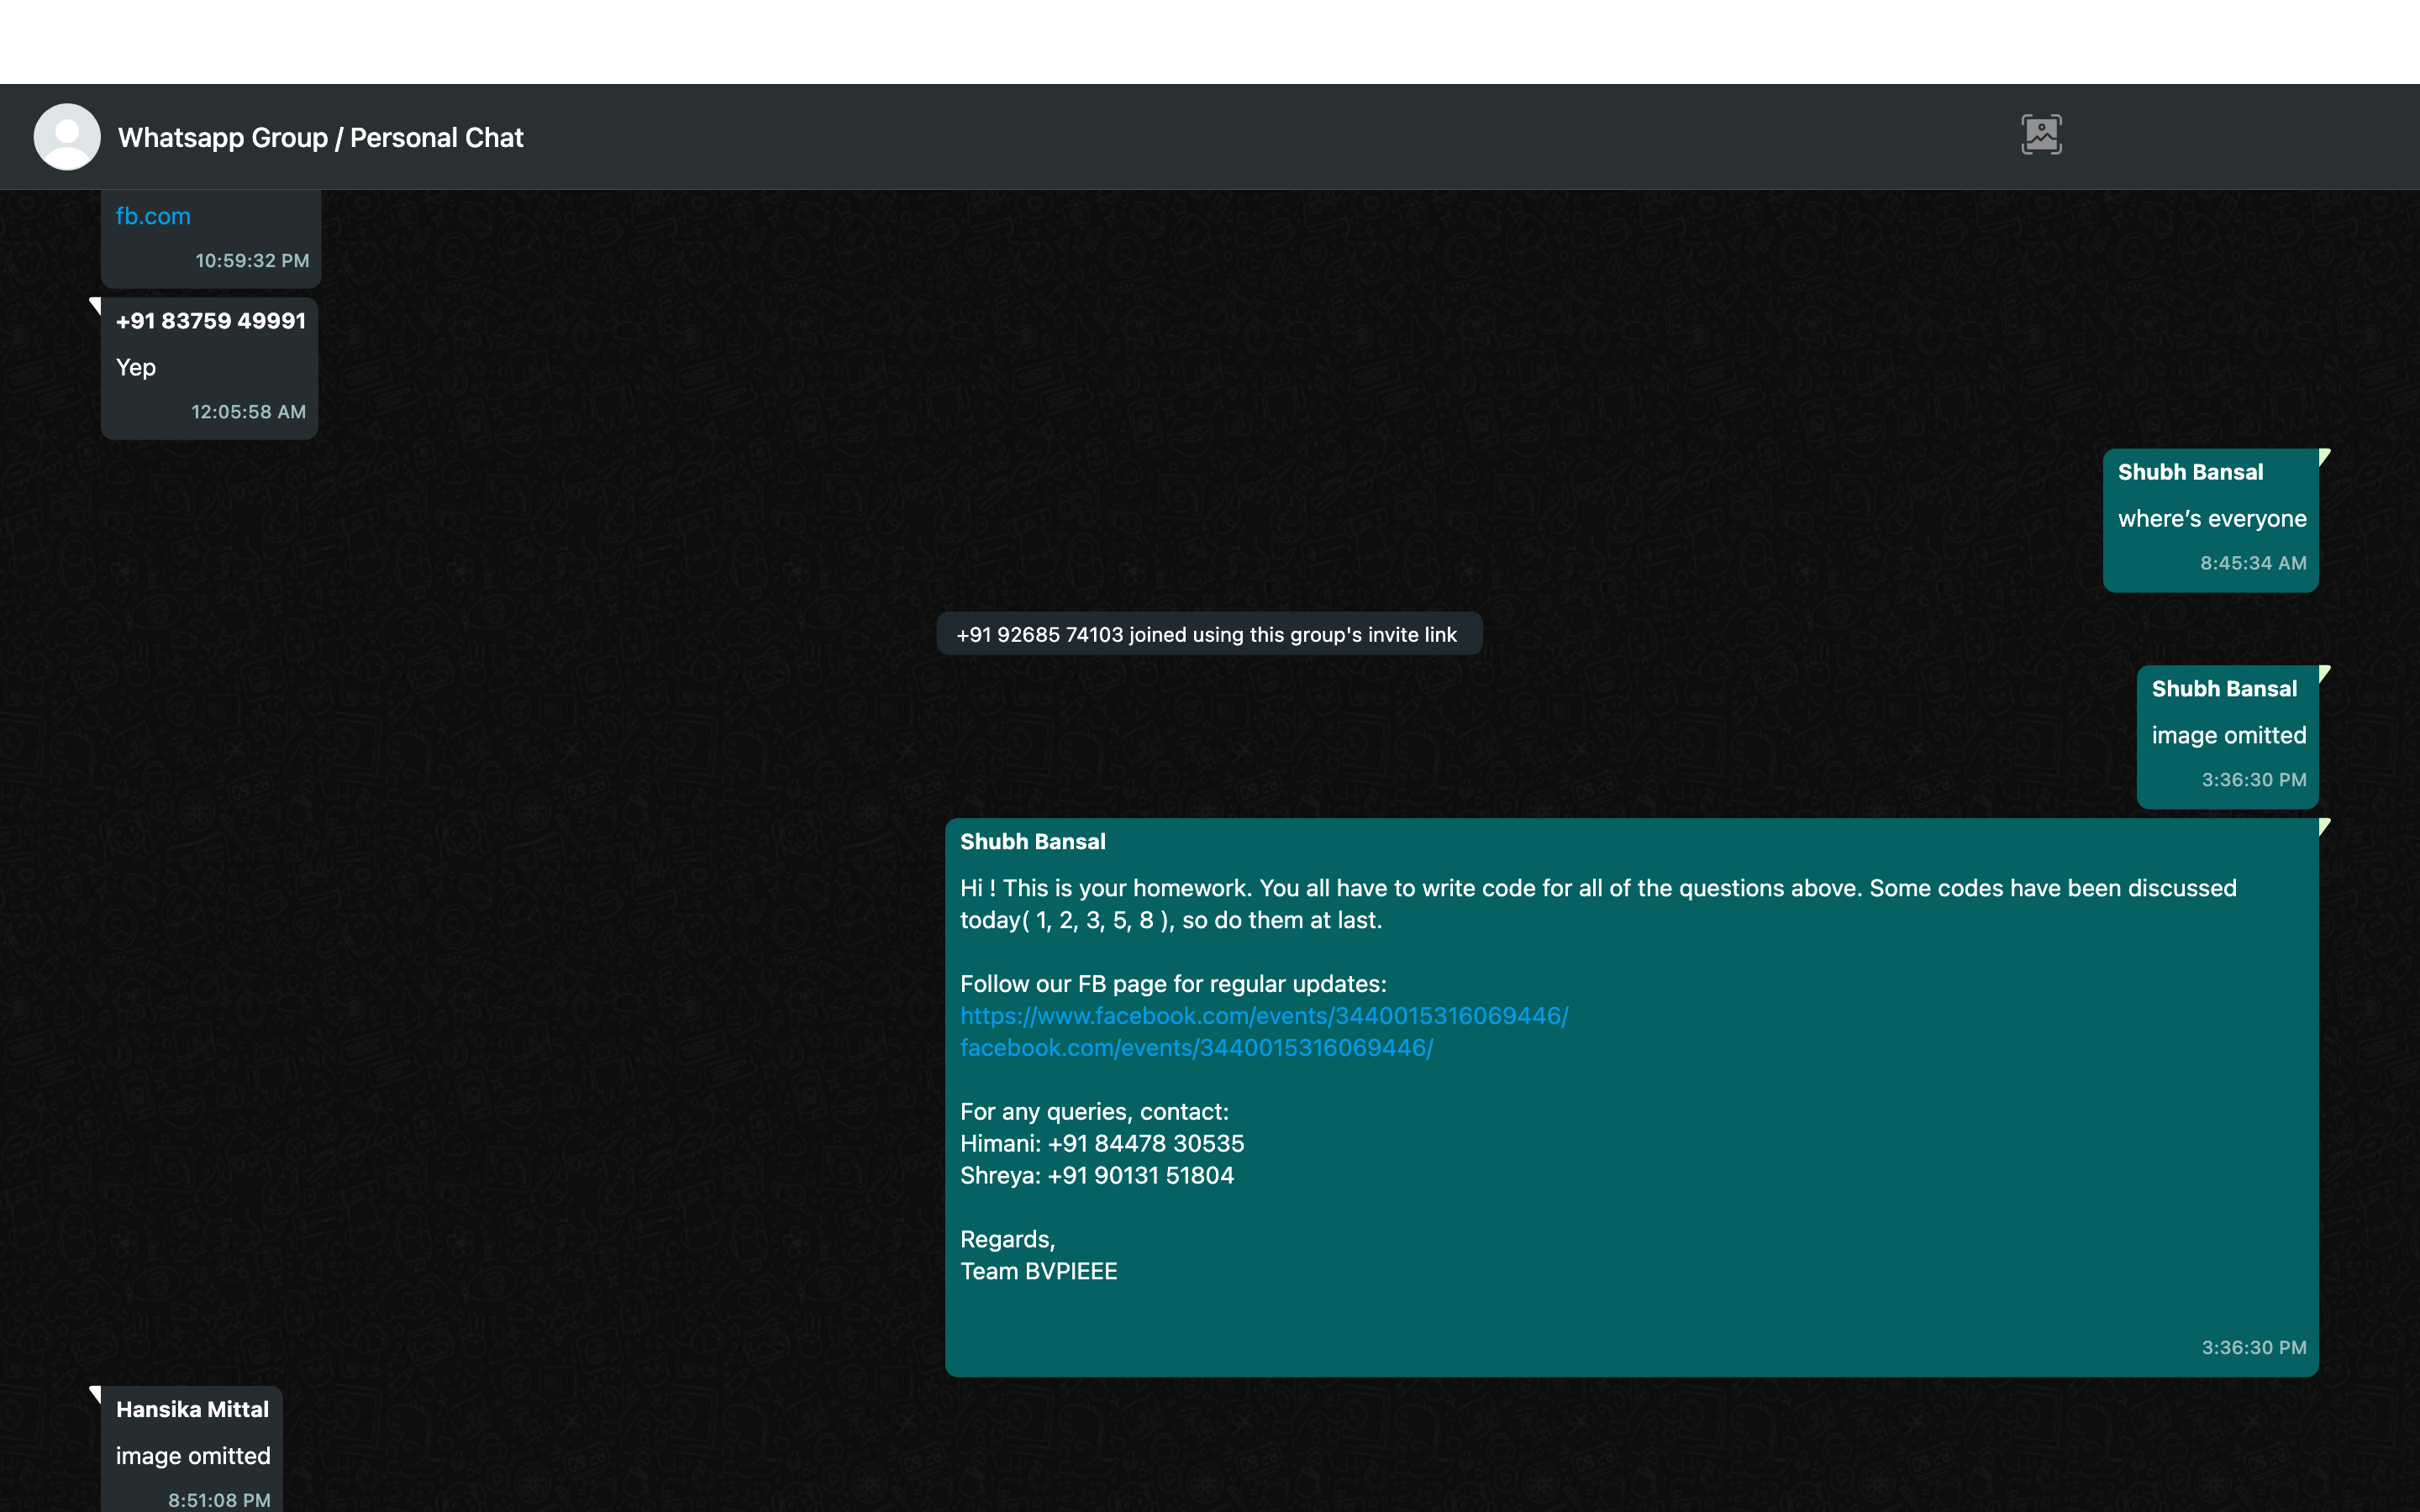 Whatsapp Group / Personal Chat
fb.com
10:59:32 PM
+91 83759 49991
Yep
12:05:58 AM
Shubh Bansal
where’s everyone
8:45:34 AM
+91 92685 74103 joined using this group's invite link
Shubh Bansal
image omitted
3:36:30 PM
Shubh Bansal
Hi ! This is your homework. You all have to write code for all of the questions above. Some codes have been discussed
today( 1, 2, 3, 5, 8 ), so do them at last.
Follow our FB page for regular updates:
https://www.facebook.com/events/3440015316069446/
facebook.com/events/3440015316069446/
For any queries, contact:
Himani: +91 84478 30535
Shreya: +91 90131 51804
Regards,
Team BVPIEEE
3:36:30 PM
Hansika Mittal
image omitted
8:51:08 PM